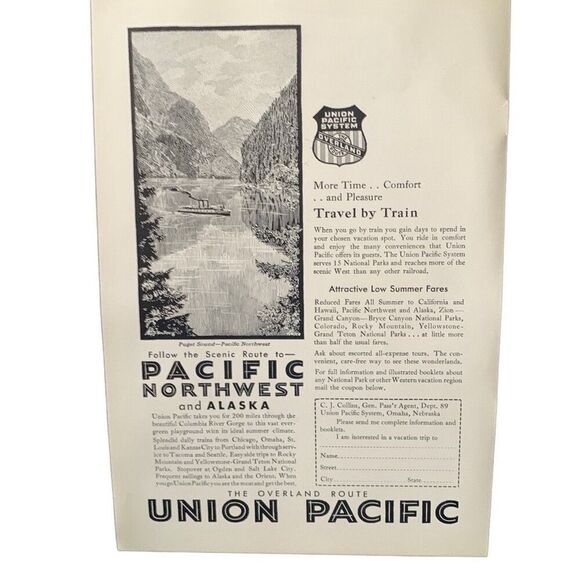 Puget Sound—Pacific Northwest
Follow the Scenic Route to—
PACIFIC
NORTHWEST
and ALASKA
Union Pacific takes you for 200 miles through the
beautiful Columbia River Gorge to this vast ever-
green playground with its ideal summer climate.
Splendid daily trains from Chicago, Omaha, St.
Louis and Kansas City to Portland with through serv-
ice to Tacoma and Seattle. Easy side trips to Rocky
Mountain and Yellowstone-Grand Teton National
Parks. Stopover at Ogden and Salt Lake City.
Frequent sailings to Alaska and the Orient. When
you go Union Pacific you see the most and get the best.
UNION
PACIFIC
SYSTEM
OVERLAND
More Time . . Comfort
. . and Pleasure
Travel by Train
When you go by train you gain days to spend in
your chosen vacation spot. You ride in comfort
and enjoy the many conveniences that Union
Pacific offers its guests. The Union Pacific System
serves 15 National Parks and reaches more of the
scenic West than any other railroad.
Attractive Low Summer Fares
Reduced Fares All Summer to California and
Hawaii, Pacific Northwest and Alaska, Zion—
Grand Canyon—Bryce Canyon National Parks,
Colorado, Rocky Mountain, Yellowstone-
Grand Teton National Parks . . . at little more
than half the usual fares.
Ask about escorted all-expense tours. The con-
venient, care-free way to see these wonderlands.
For full information and illustrated booklets about
any National Park or other Western vacation region
mail the coupon below.
C. J. Collins, Gen. Pass'r Agent, Dept. 89
Union Pacific System, Omaha, Nebraska
Please send me complete information and
booklets.
I am interested in a vacation trip to
Name
Street
City State
THE OVERLAND ROUTE
UNION PACIFIC